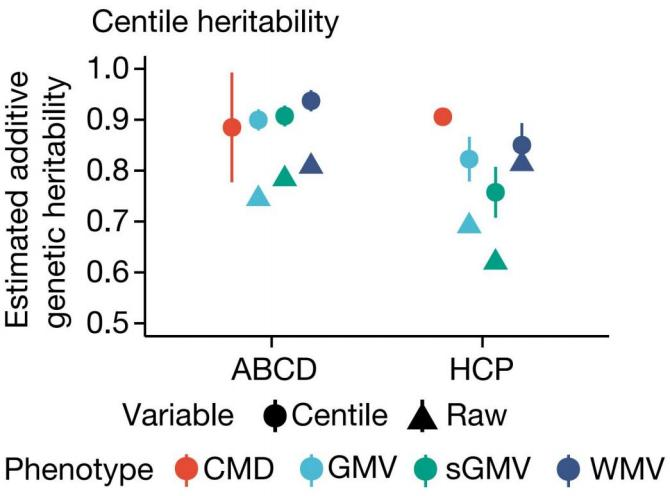 Centile heritability
Estimated additive
genetic heritability
1.0
0.9
0.8
0.7
0.6
0.5
ABCD HCP
Variable Centile Raw
Phenotype CMD GMV sGMV WMV